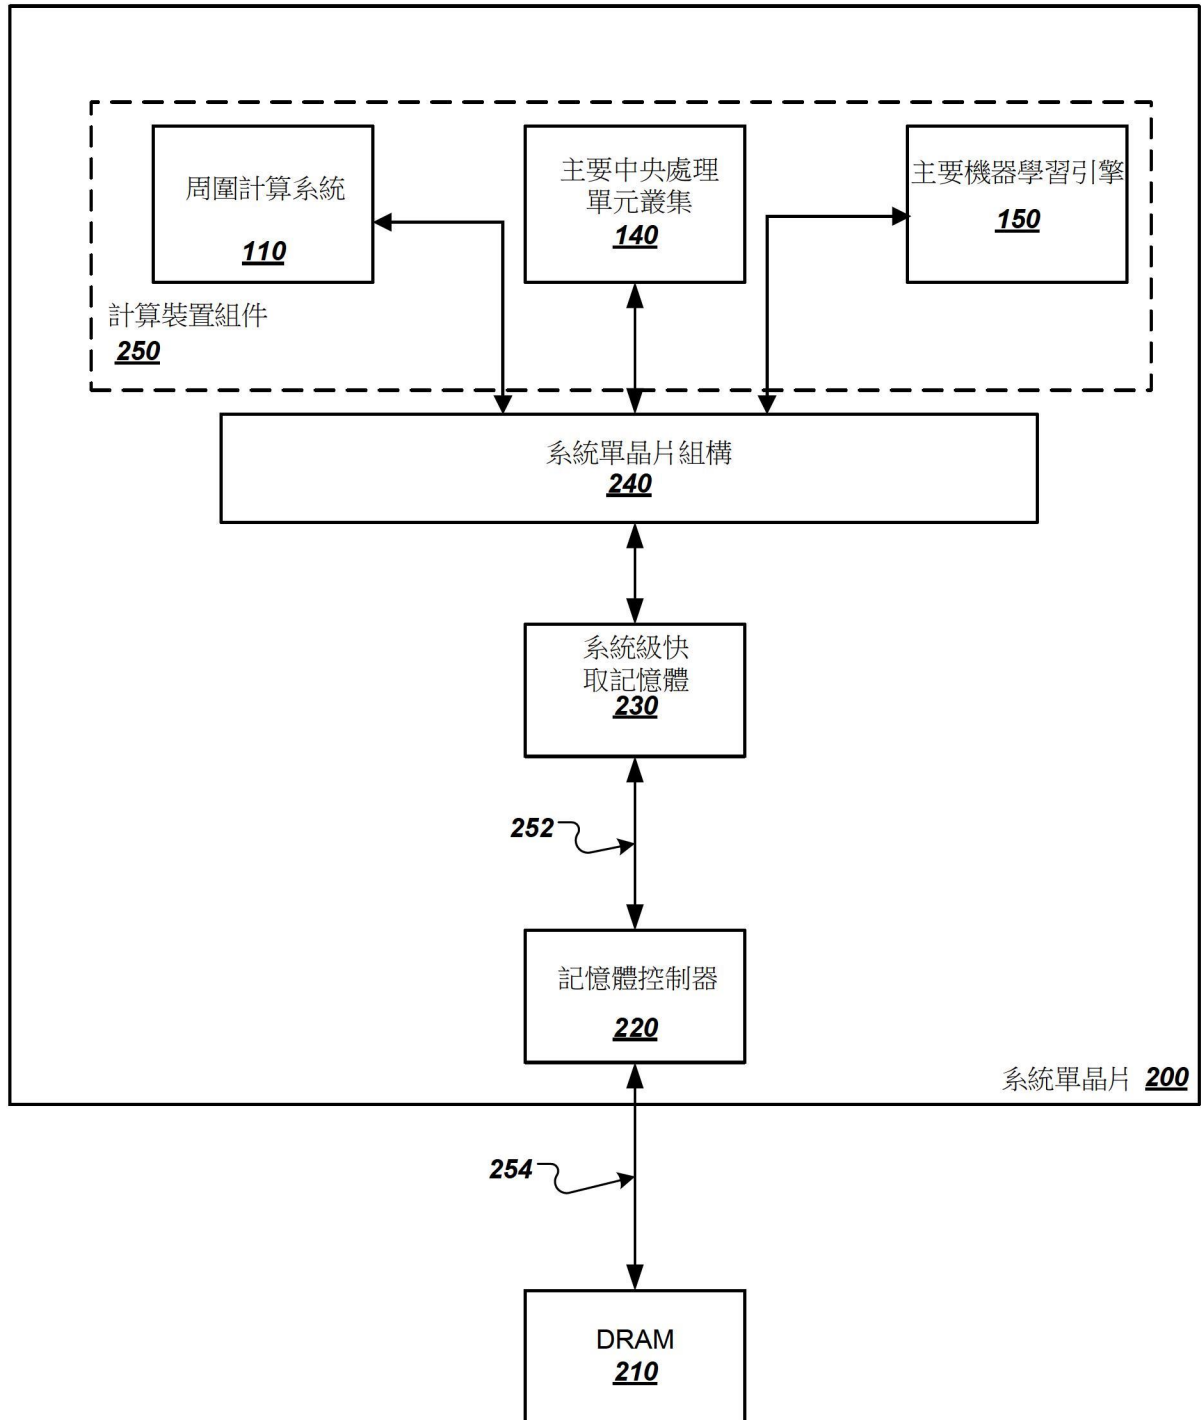 周圍計算系統
110
主要中央處理
單元叢集
140
主要機器學習引擎
150
計算裝置組件
250
系統單晶片組構
240
系統級快
取記憶體
230
252
記憶體控制器
220
系統單晶片 200
254
DRAM
210